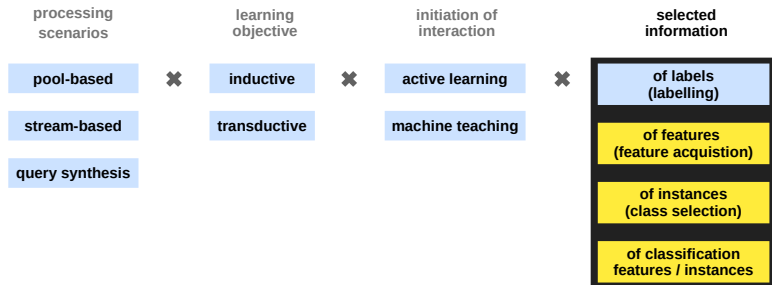 processing
scenarios
learning
objective
initiation of
interaction
selected
information
pool-based
✖
inductive
✖
active learning
✖
of labels
(labelling)
stream-based
transductive
machine teaching
of features
(feature acquistion)
query synthesis
of instances
(class selection)
of classification
features / instances